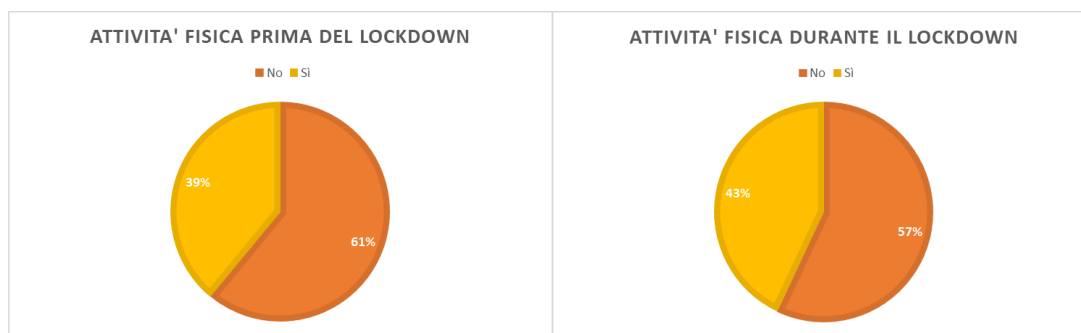 ATTIVITA' FISICA PRIMA DEL LOCKDOWN
No Sì
39%
61%
ATTIVITA' FISICA DURANTE IL LOCKDOWN
No Sì
43%
57%